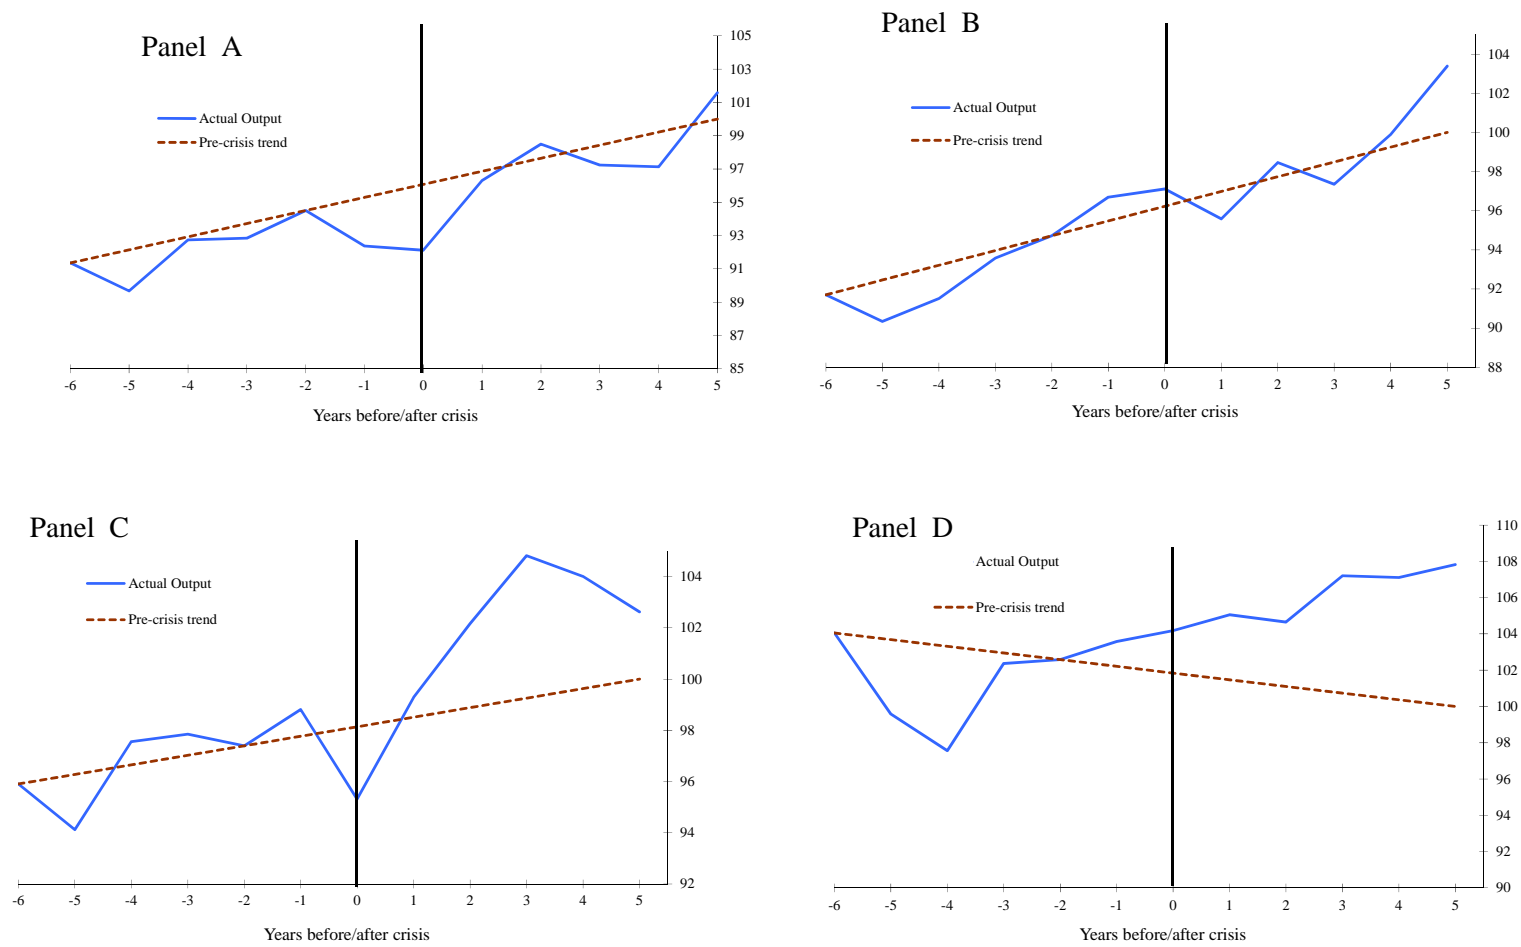 Panel A
Actual Output
Pre-crisis trend
105
103
101
99
97
95
93
91
89
87
85
-6 -5 -4 -3 -2 -1 0 1 2 3 4 5
Years before/after crisis
Panel B
Actual Output
Pre-crisis trend
104
102
100
98
96
94
92
90
88
-6 -5 -4 -3 -2 -1 0 1 2 3 4 5
Years before/after crisis
Panel C
Actual Output
Pre-crisis trend
104
102
100
98
96
94
92
-6 -5 -4 -3 -2 -1 0 1 2 3 4 5
Years before/after crisis
Panel D
Actual Output
Pre-crisis trend
110
108
106
104
102
100
98
96
94
92
90
-6 -5 -4 -3 -2 -1 0 1 2 3 4 5
Years before/after crisis